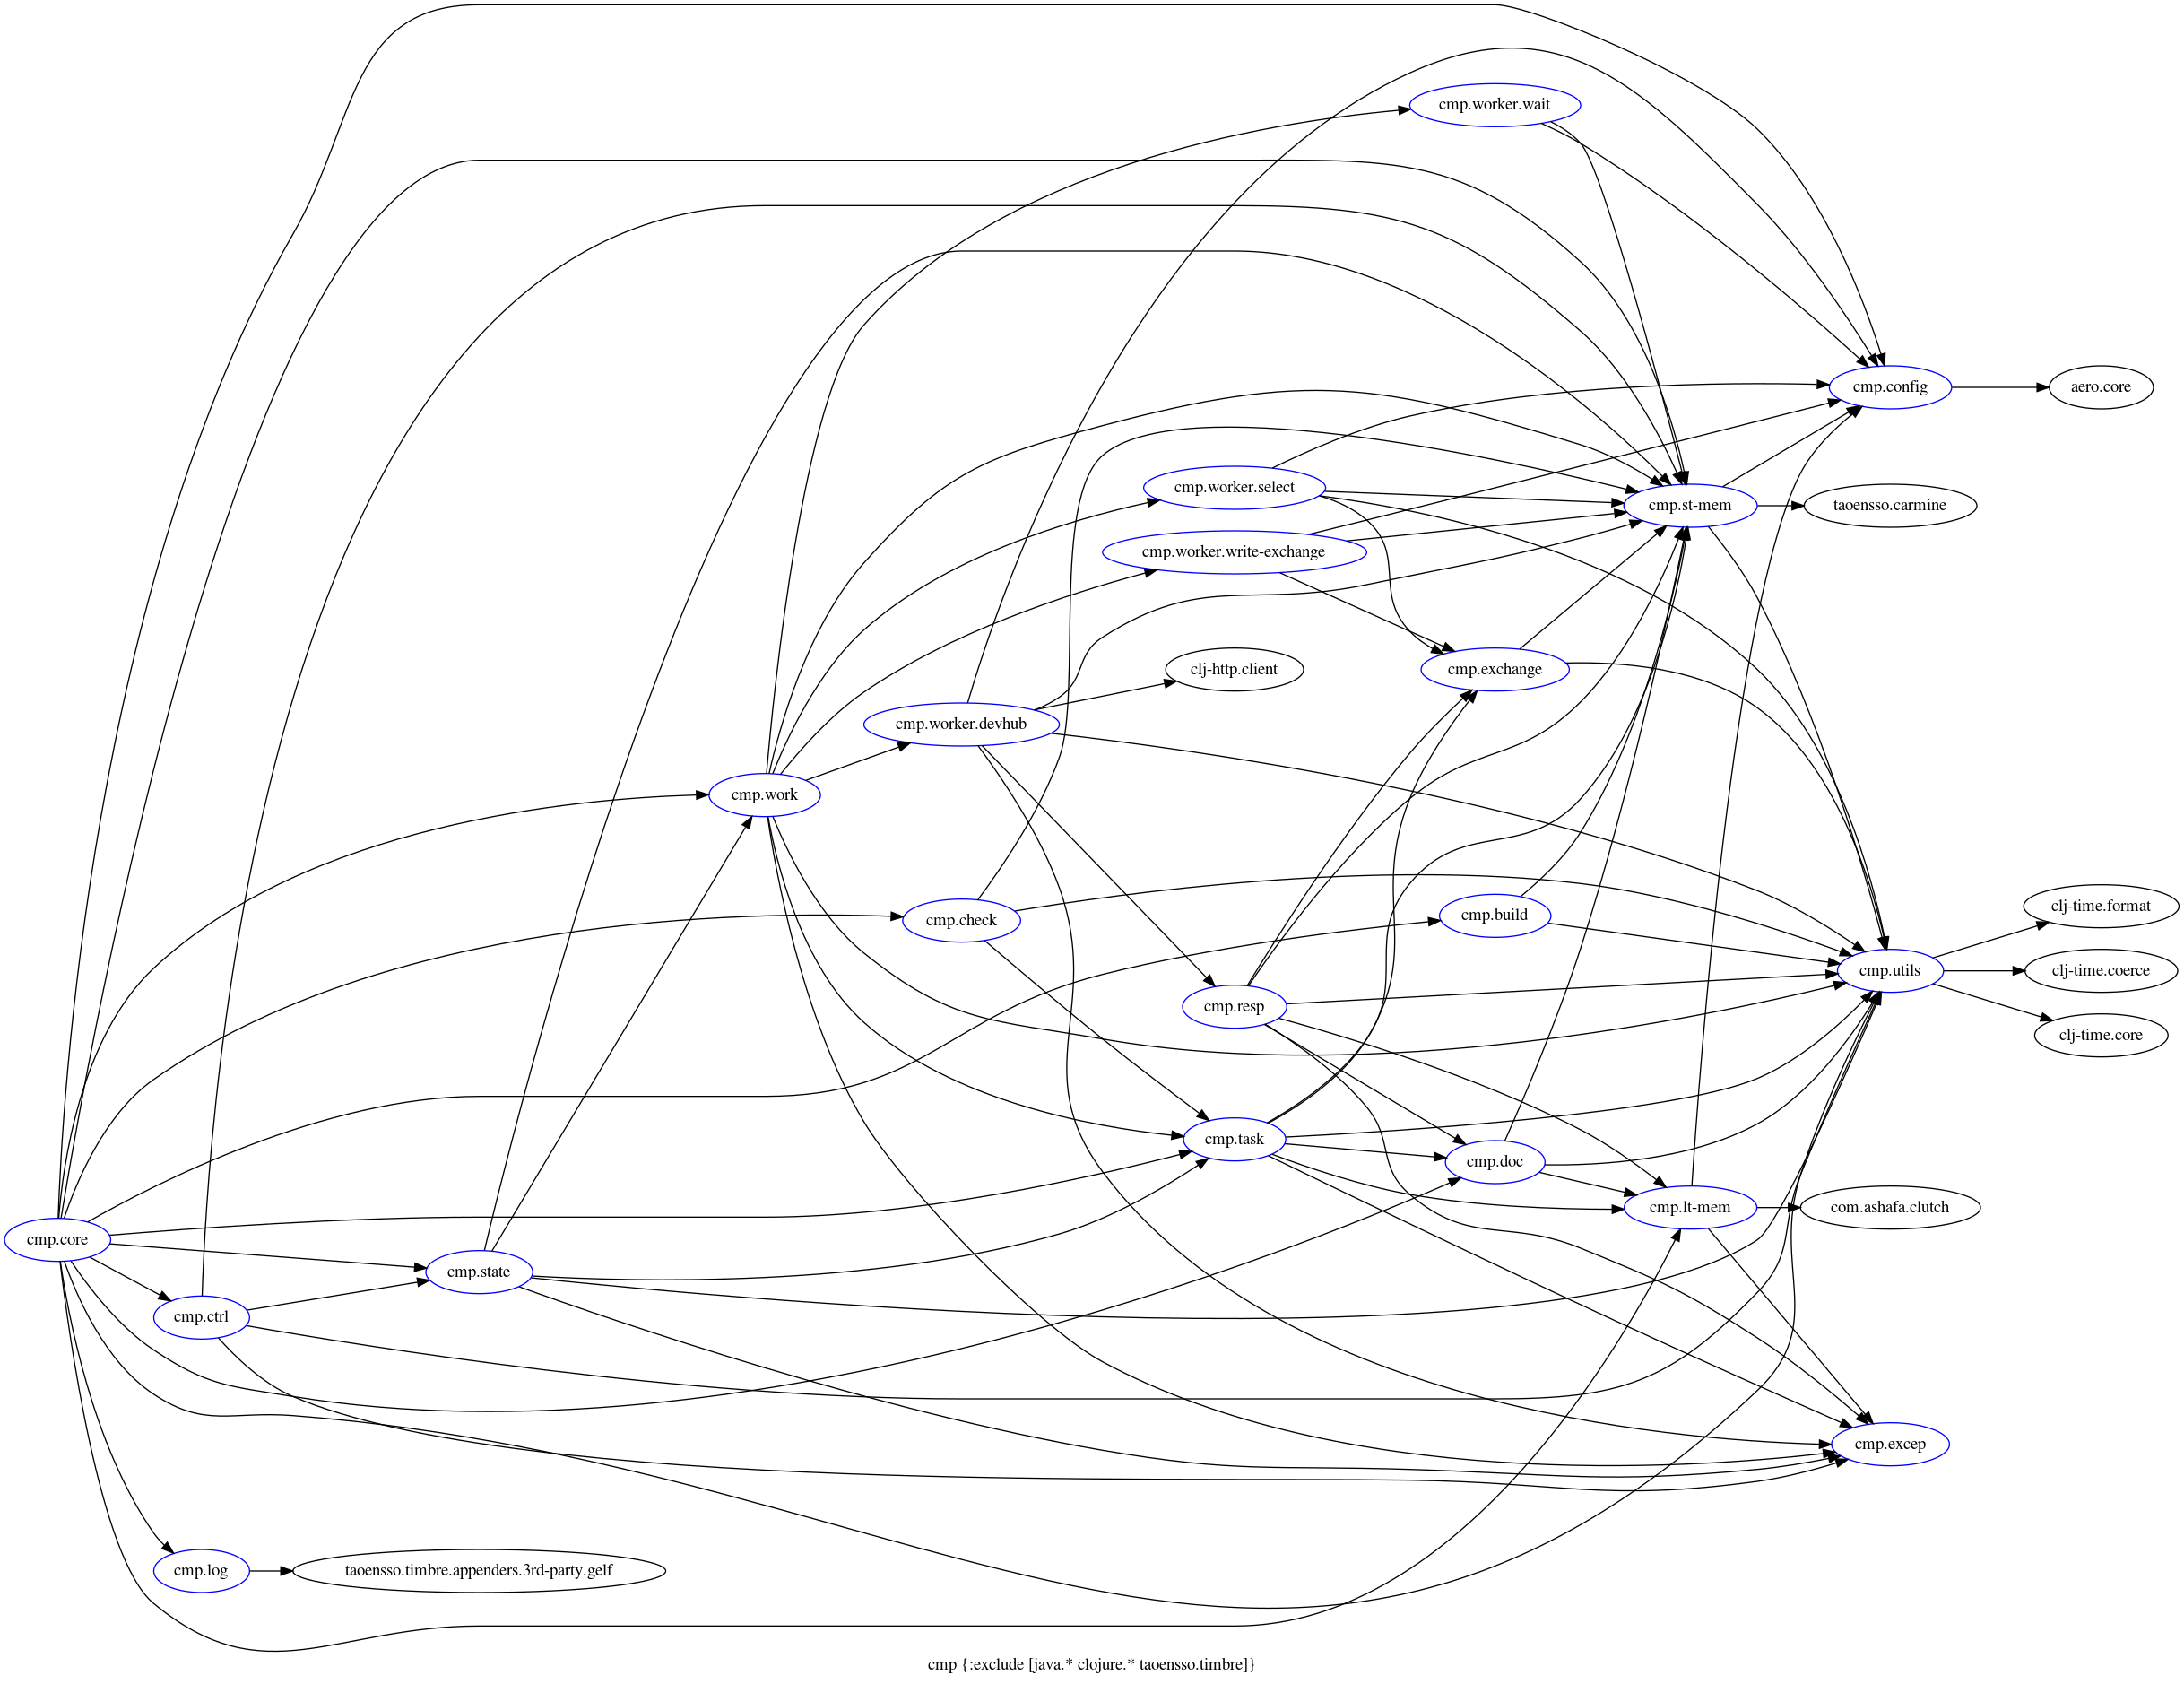 cmp.worker.wait
cmp.config
aero.core
cmp.worker.select
cmp.st-mem
taoensso.carmine
cmp.worker.write-exchange
clj-http.client
cmp.exchange
cmp.worker.devhub
cmp.work
clj-time.format
cmp.build
cmp.check
cmp.utils
clj-time.coerce
cmp.resp
clj-time.core
cmp.task
cmp.doc
cmp.lt-mem
com.ashafa.clutch
cmp.core
cmp.state
cmp.ctrl
cmp.excep
cmp.log
taoensso.timbre.appenders.3rd-party.gelf
cmp {:exclude [java.* clojure.* taoensso.timbre]}